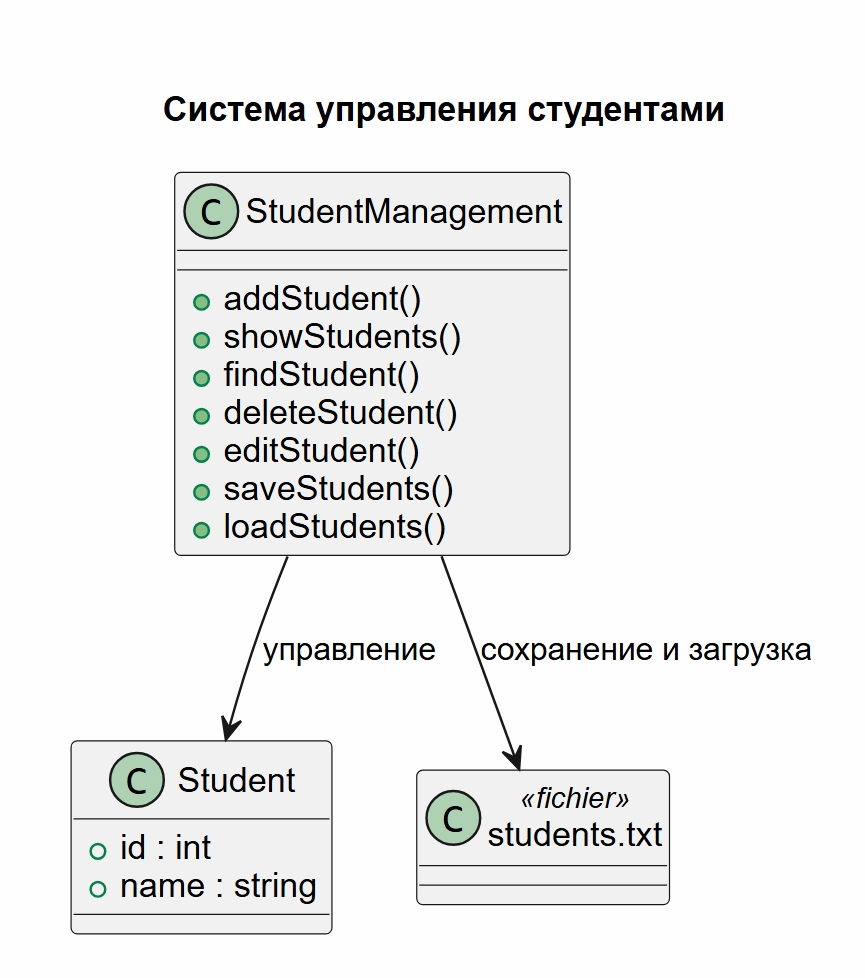 Система управления студентами
C StudentManagement
addStudent()
showStudents()
findStudent()
deleteStudent()
editStudent()
saveStudents()
loadStudents()
управление
сохранение и загрузка
C Student
id : int
name : string
«fichier»
C students.txt